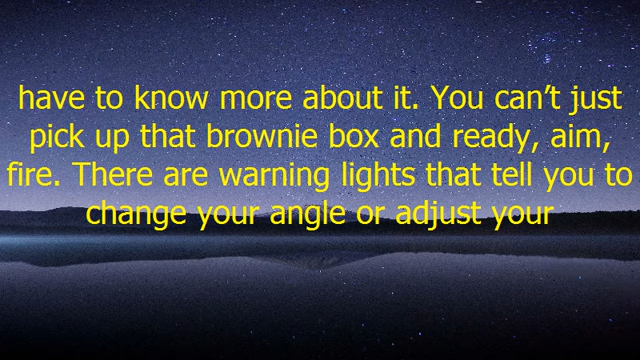 have to know more about it. You can’t just
pick up that brownie box and ready, aim,
fire. There are warning lights that tell you to
change your angle or adjust your